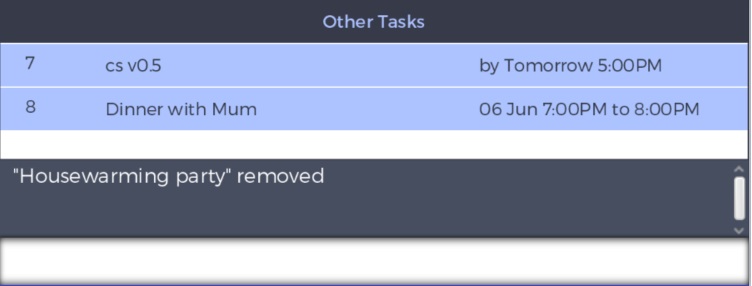 Other Tasks
7 cs v0.5 by Tomorrow 5:00PM
8 Dinner with Mum 06 Jun 7:00PM to 8:00PM
"Housewarming party" removed